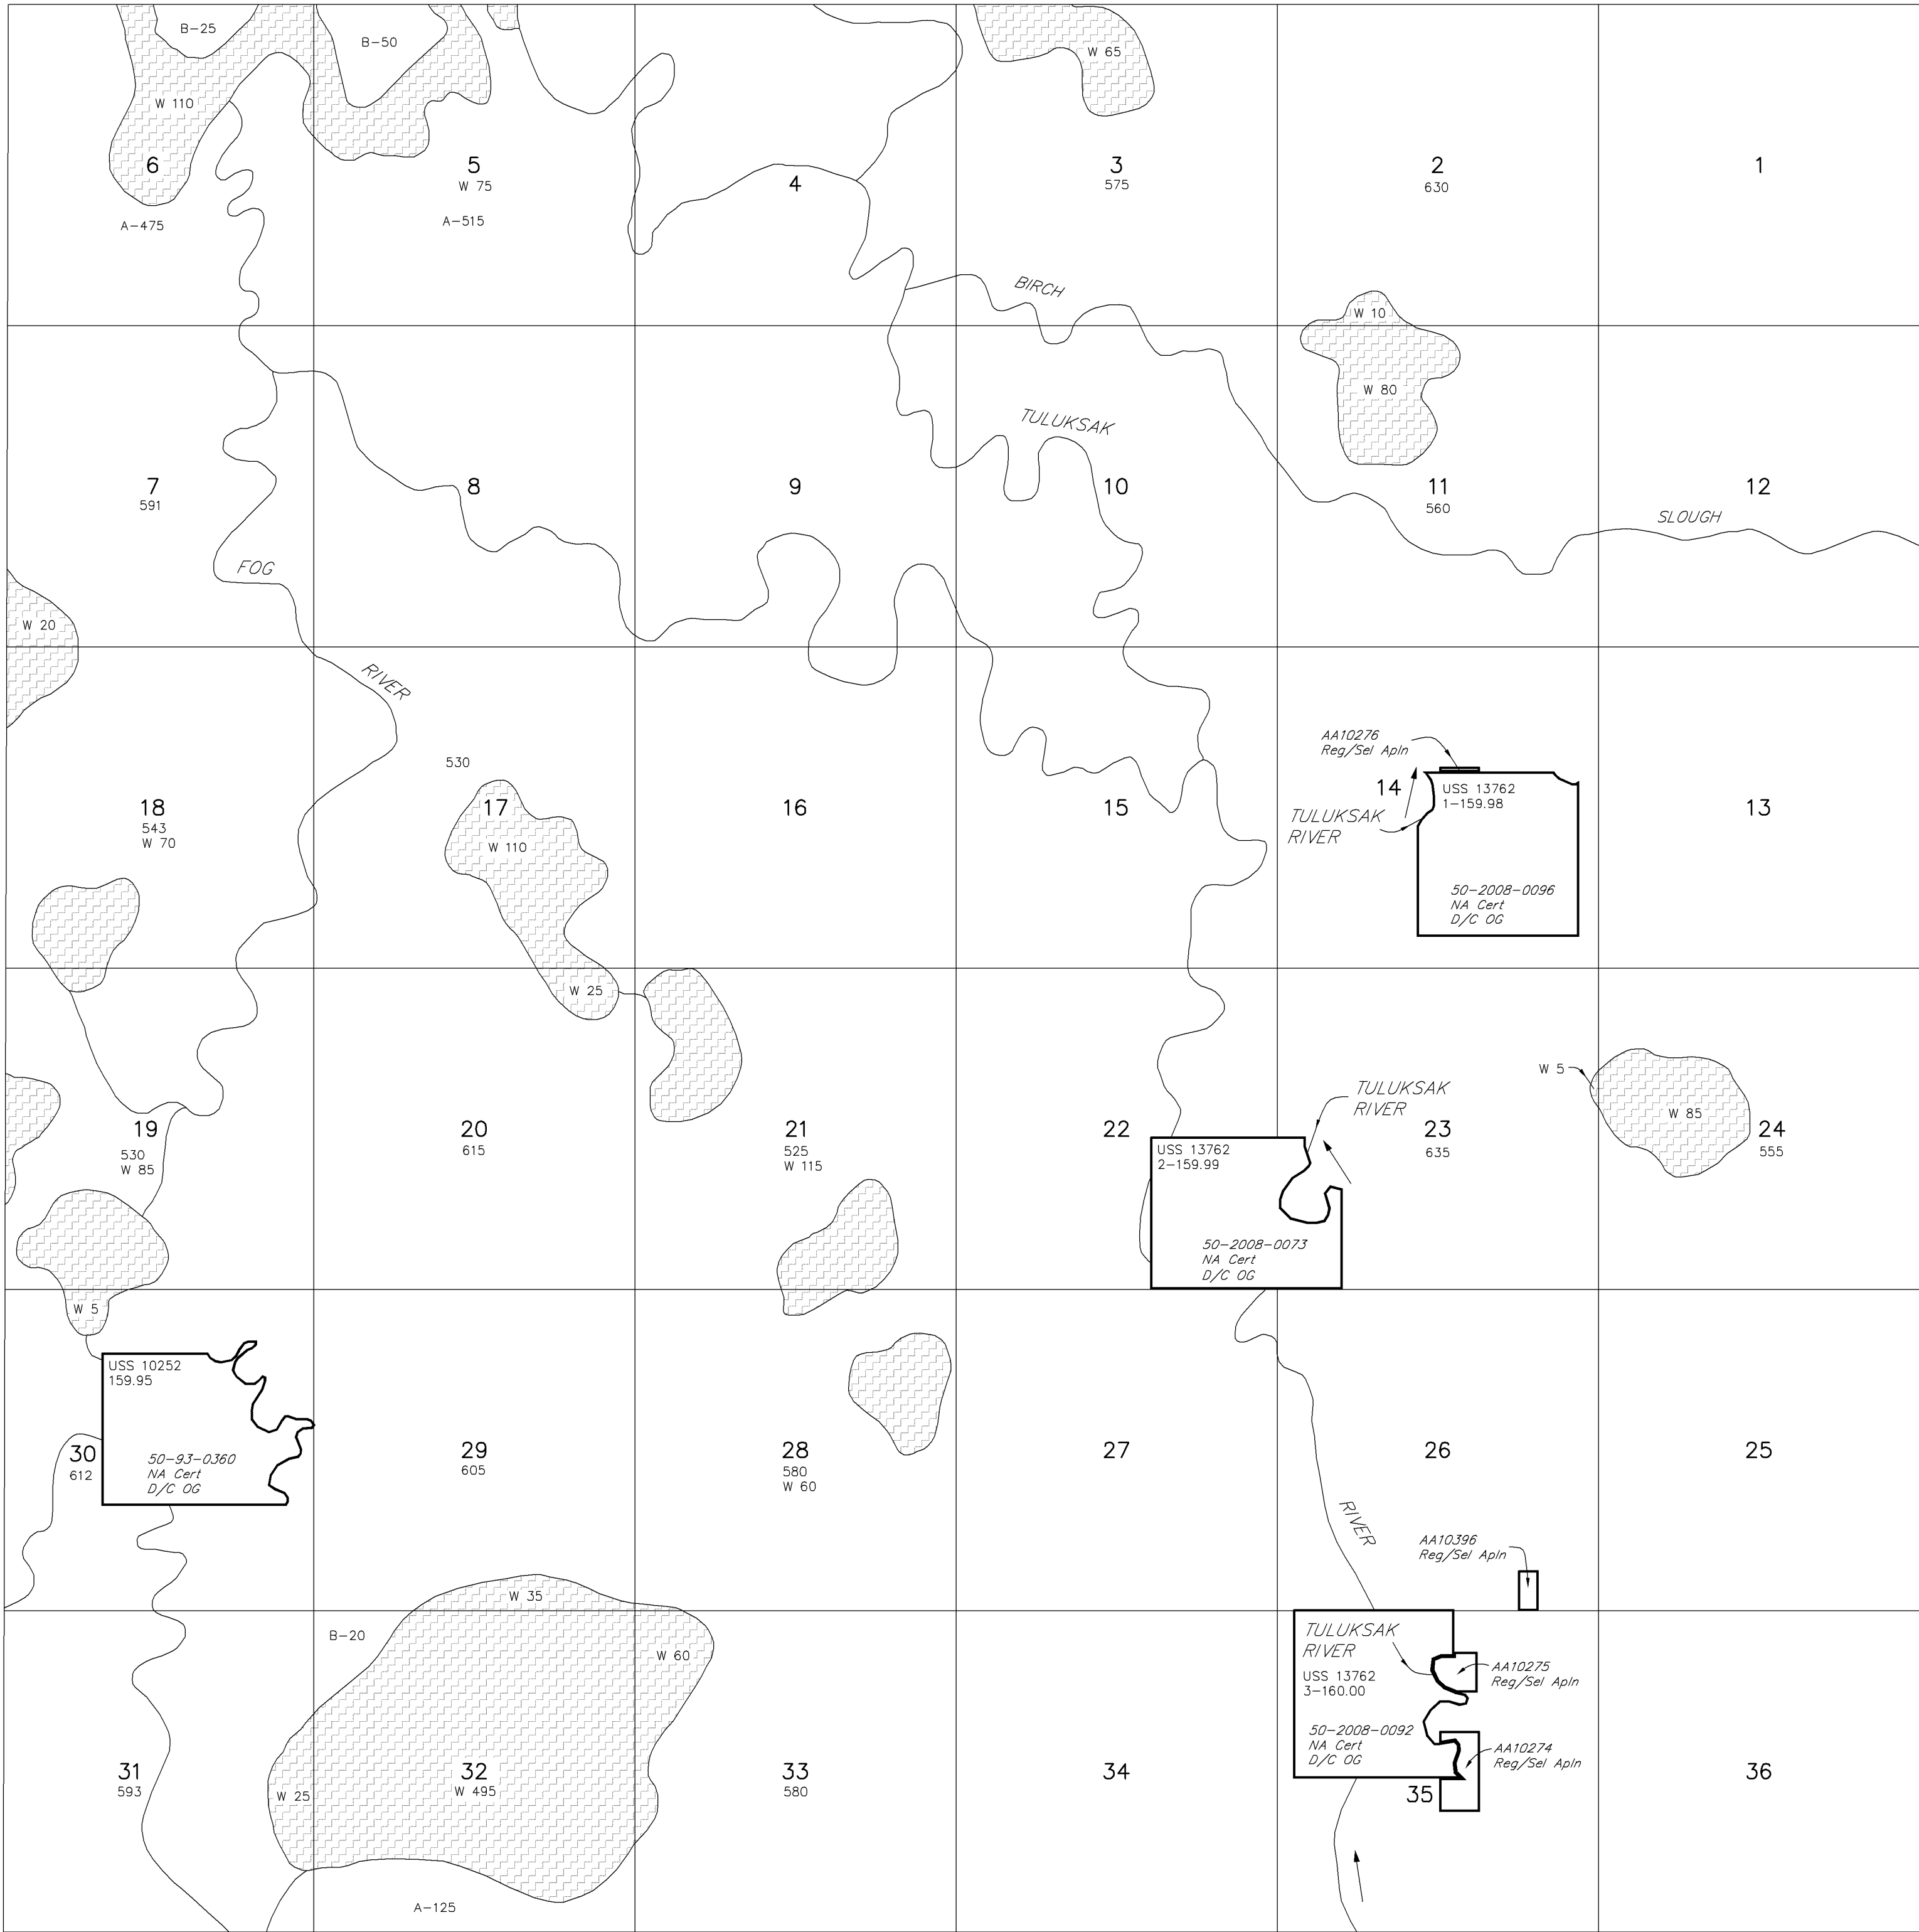 B-25
B-50
W 65
W 110
6
A-475
5
W 75
A-515
4
3
575
2
630
1
BIRCH
W 10
W 80
TULUKSAK
7
591
8
9
10
11
560
12
SLOUGH
FOG
W 20
RIVER
530
AA10276
Reg/Sel Apln
18
543
W 70
17
W 110
16
15
14
TULUKSAK
RIVER
USS 13762
1-159.98
50-2008-0096
NA Cert
D/C OG
13
W 25
19
530
W 85
20
615
21
525
W 115
22
TULUKSAK
RIVER
23
635
W 5
W 85
24
555
USS 13762
2-159.99
50-2008-0073
NA Cert
D/C OG
W 5
USS 10252
159.95
50-93-0360
NA Cert
D/C OG
30
612
29
605
28
580
W 60
27
26
25
RIVER
AA10396
Reg/Sel Apln
W 35
B-20
W 60
TULUKSAK
RIVER
USS 13762
3-160.00
AA10275
Reg/Sel Apln
50-2008-0092
NA Cert
D/C OG
AA10274
Reg/Sel Apln
31
593
W 25
32
W 495
33
580
34
35
36
A-125